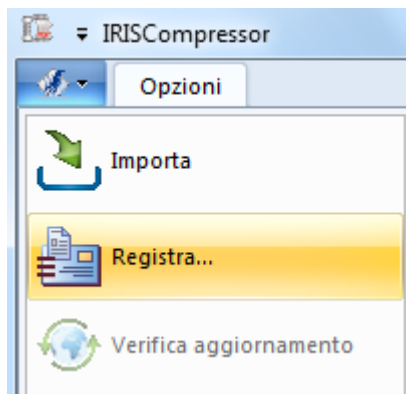 IRISCompressor
Opzioni
Importa
Registra...
Verifica aggiornamento